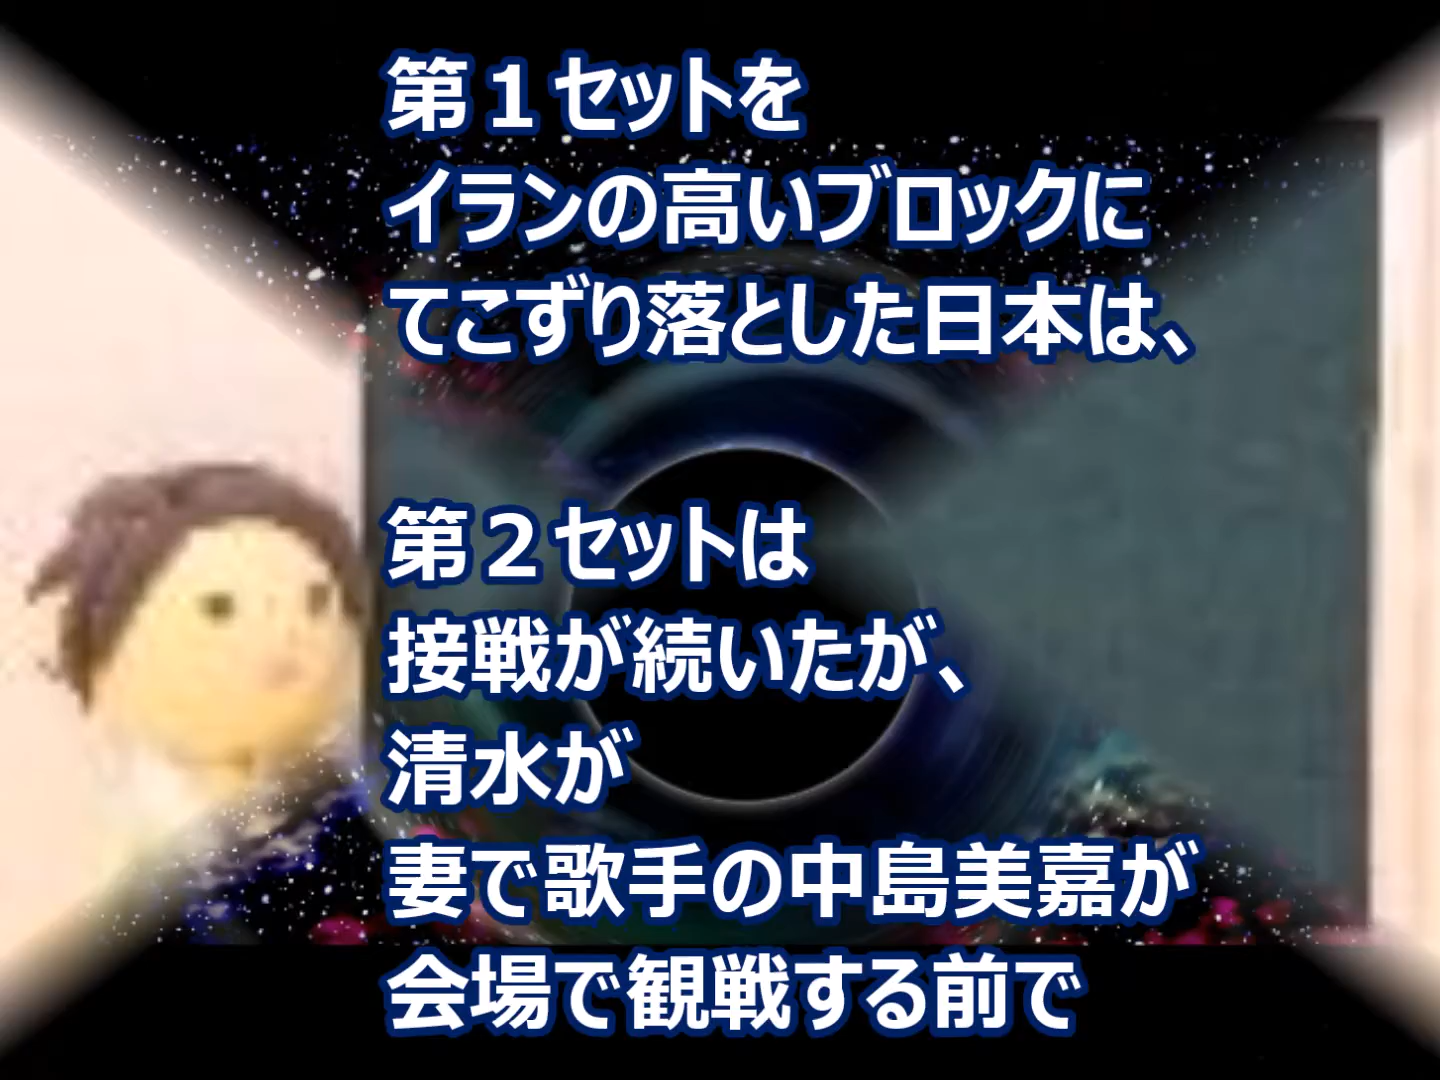 第１セットを
イランの高いブロックに
てこずり落とした日本は、
第２セットは
接戦が続いたが、
清水が
妻で歌手の中島美嘉が
会場で観戦する前で